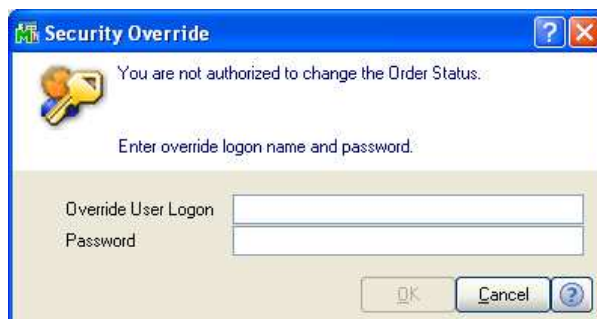 Security Override
You are not authorized to change the Order Status.
Enter override logon name and password.
Override User Logon
Password
OK Cancel